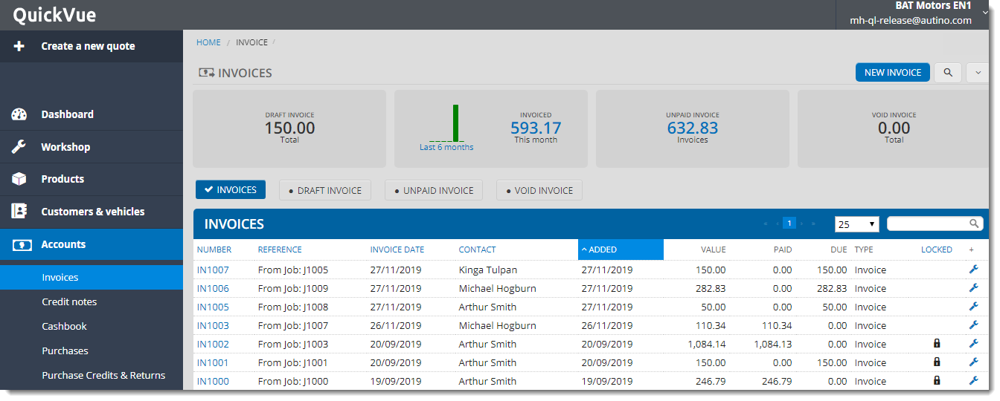 QuickVue
BAT Motors EN1
mh-ql-release@autino.com
Create a new quote
Dashboard
Workshop
Products
Customers & vehicles
Accounts
Invoices
Credit notes
Cashbook
Purchases
Purchase Credits & Returns
HOME / INVOICE /
INVOICES
NEW INVOICE
DRAFT INVOICE
150.00
Total
Last 6 months
INVOICED
593.17
This month
UNPAID INVOICE
632.83
Invoices
VOID INVOICE
0.00
Total
INVOICES
DRAFT INVOICE
UNPAID INVOICE
VOID INVOICE
INVOICES « ‹ 1 › » 25
NUMBER REFERENCE INVOICE DATE CONTACT ADDED VALUE PAID DUE TYPE LOCKED +
IN1007 From Job: J1005 27/11/2019 Kinga Tulpan 27/11/2019 150.00 0.00 150.00 Invoice
IN1006 From Job: J1009 27/11/2019 Michael Hogburn 27/11/2019 282.83 0.00 282.83 Invoice
IN1005 From Job: J1008 27/11/2019 Arthur Smith 27/11/2019 50.00 0.00 50.00 Invoice
IN1003 From Job: J1007 26/11/2019 Michael Hogburn 26/11/2019 110.34 110.34 0.00 Invoice
IN1002 From Job: J1003 20/09/2019 Arthur Smith 20/09/2019 1,084.14 1,084.13 0.00 Invoice
IN1001 From Job: J1001 20/09/2019 Arthur Smith 20/09/2019 150.00 0.00 150.00 Invoice
IN1000 From Job: J1000 19/09/2019 Arthur Smith 19/09/2019 246.79 246.79 0.00 Invoice